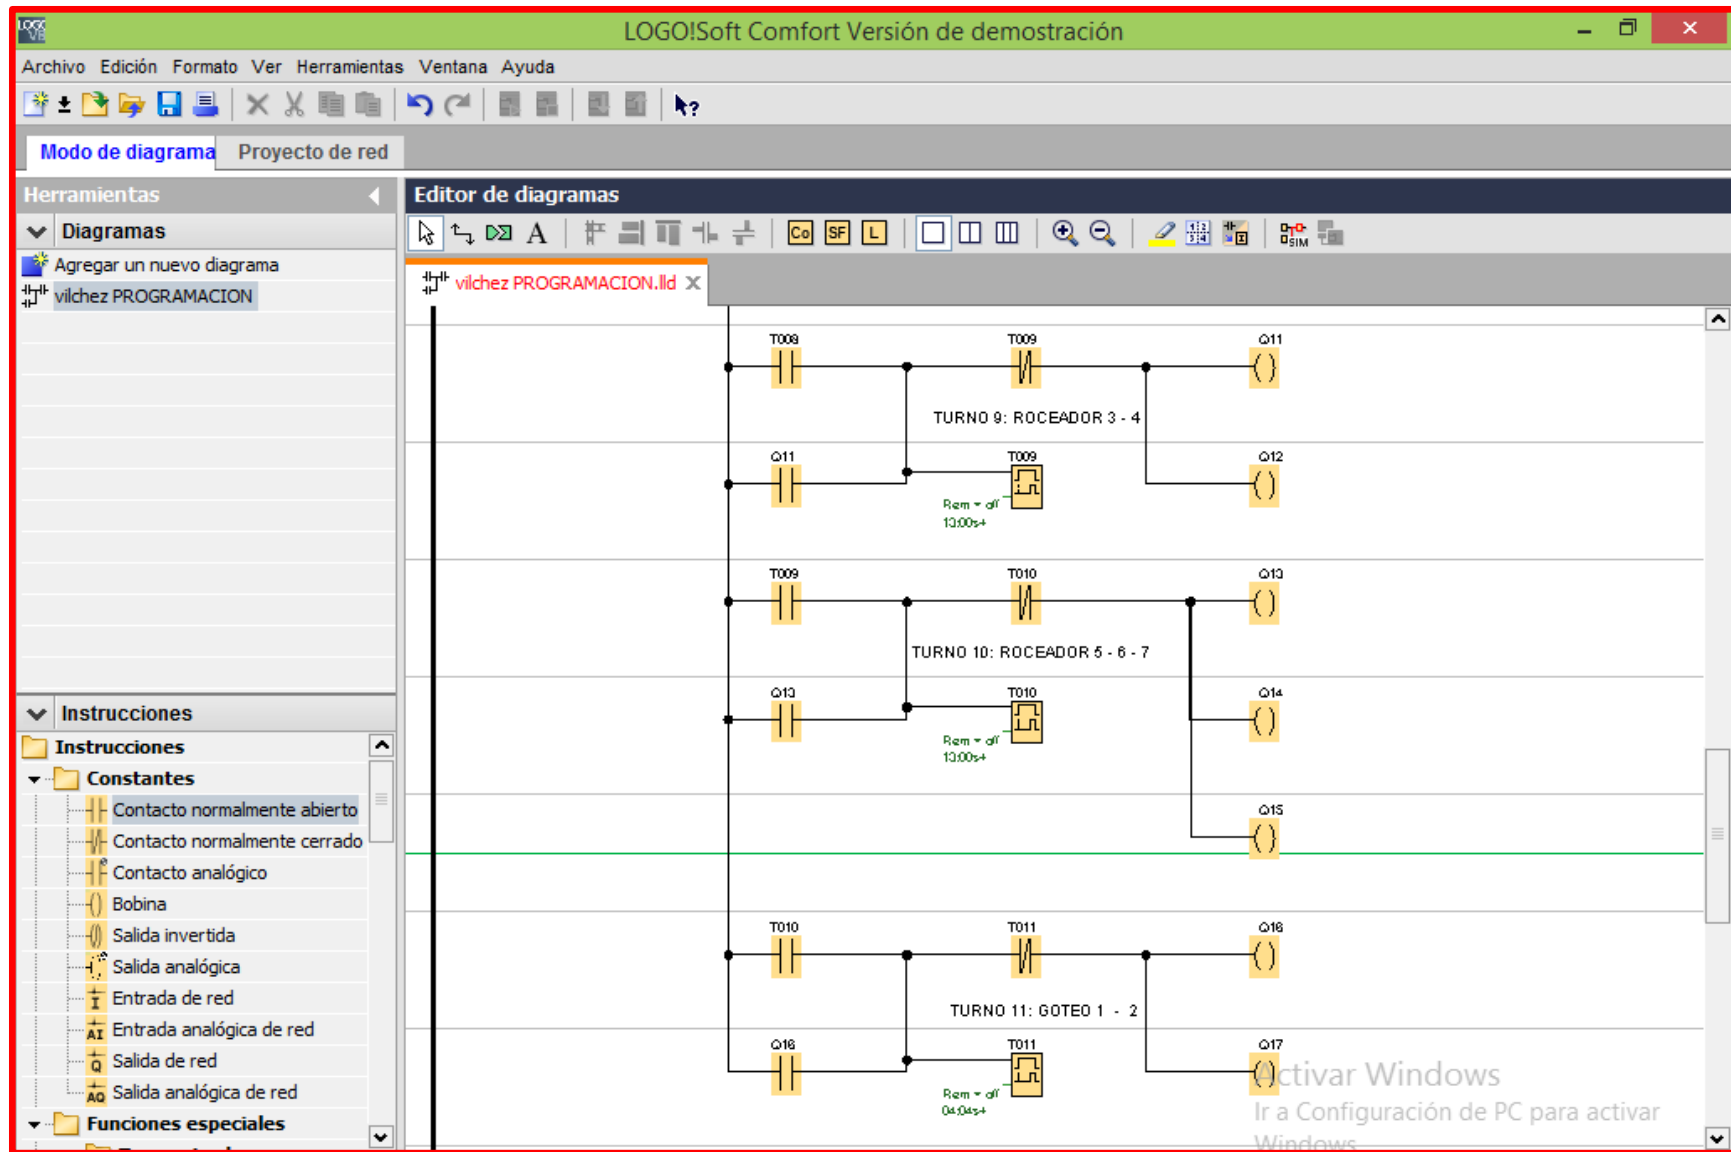 LOGO!Soft Comfort Versión de demostración
Archivo Edición Formato Ver Herramientas Ventana Ayuda
Modo de diagrama Proyecto de red
Herramientas
Editor de diagramas
Diagramas
A Co SF L SIM
Agregar un nuevo diagrama
vilchez PROGRAMACION
vilchez PROGRAMACION.lld
T008 T009 Q11
TURNO 9: ROCEADOR 3 - 4
Q11 T009 Q12
Rem = off
13:00s+
T009 T010 Q13
TURNO 10: ROCEADOR 5 - 6 - 7
Q13 T010 Q14
Rem = off
13:00s+
Q15
T010 T011 Q16
TURNO 11: GOTEO 1 - 2
Q16 T011 Q17
Rem = off
04:04s+
Instrucciones
Instrucciones
Constantes
Contacto normalmente abierto
Contacto normalmente cerrado
Contacto analógico
Bobina
Salida invertida
Salida analógica
I Entrada de red
AI Entrada analógica de red
Q Salida de red
AQ Salida analógica de red
Funciones especiales
Activar Windows
Ir a Configuración de PC para activar
Windows